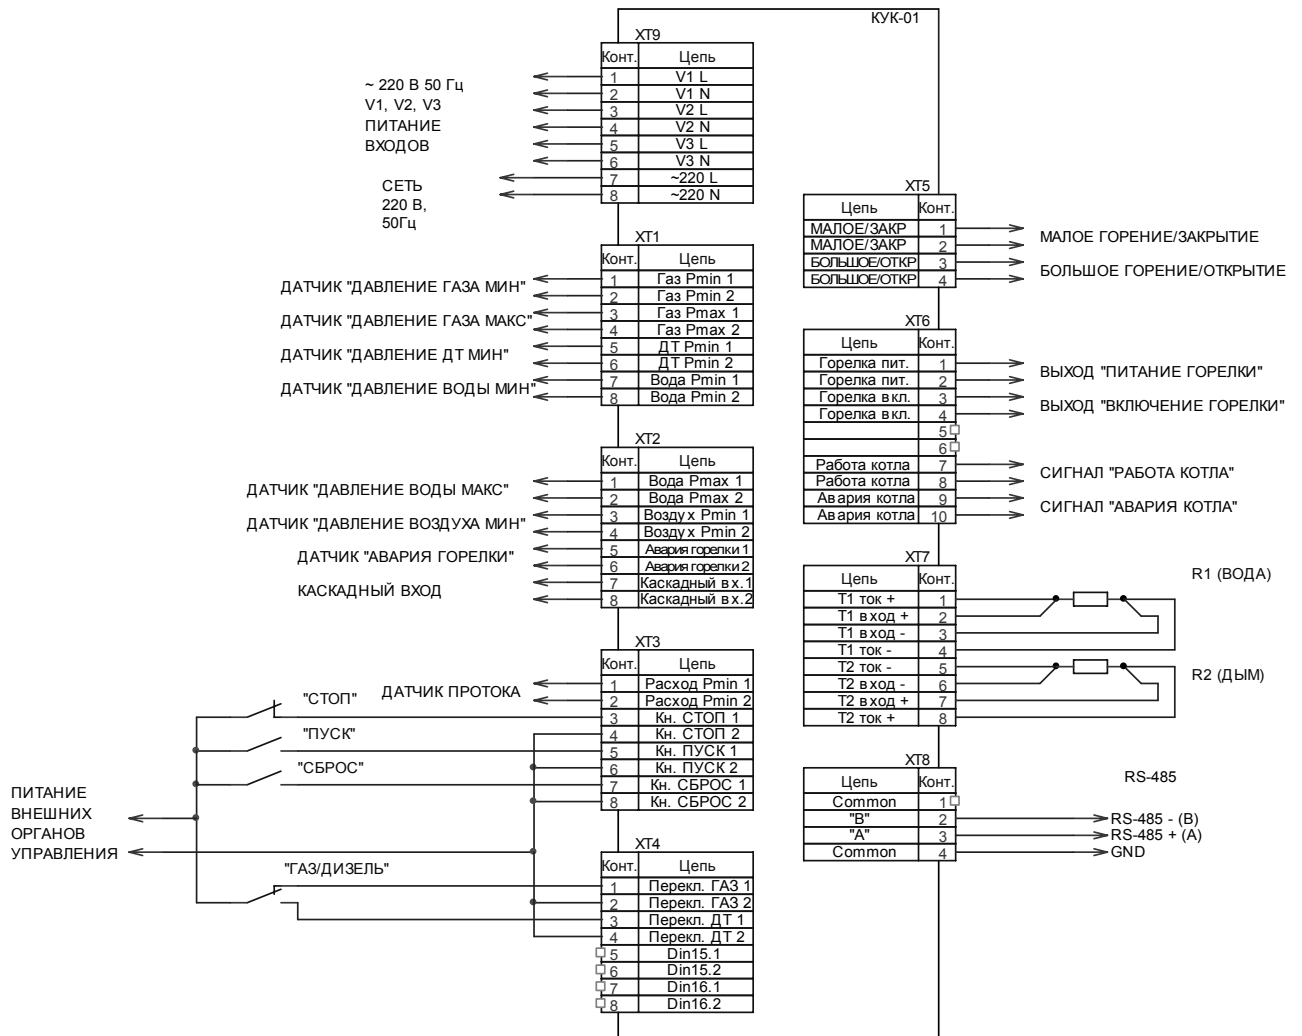 КУК-01
XT9
Конт. Цепь
~ 220 В 50 Гц
V1, V2, V3
ПИТАНИЕ
ВХОДОВ
1 V1 L
2 V1 N
3 V2 L
4 V2 N
5 V3 L
6 V3 N
7 ~220 L
8 ~220 N
СЕТЬ
220 В,
50Гц
XT1
Конт. Цепь
1 Газ Pmin 1
2 Газ Pmin 2
3 Газ Pmax 1
4 Газ Pmax 2
5 ДТ Pmin 1
6 ДТ Pmin 2
7 Вода Pmin 1
8 Вода Pmin 2
ДАТЧИК "ДАВЛЕНИЕ ГАЗА МИН"
ДАТЧИК "ДАВЛЕНИЕ ГАЗА МАКС"
ДАТЧИК "ДАВЛЕНИЕ ДТ МИН"
ДАТЧИК "ДАВЛЕНИЕ ВОДЫ МИН"
XT2
Конт. Цепь
1 Вода Pmax 1
2 Вода Pmax 2
3 Воздух Pmin 1
4 Воздух Pmin 2
5 Авария горелки 1
6 Авария горелки 2
7 Каскадный вх.1
8 Каскадный вх.2
ДАТЧИК "ДАВЛЕНИЕ ВОДЫ МАКС"
ДАТЧИК "ДАВЛЕНИЕ ВОЗДУХА МИН"
ДАТЧИК "АВАРИЯ ГОРЕЛКИ"
КАСКАДНЫЙ ВХОД
XT3
Конт. Цепь
1 Расход Pmin 1
2 Расход Pmin 2
3 Кн. СТОП 1
4 Кн. СТОП 2
5 Кн. ПУСК 1
6 Кн. ПУСК 2
7 Кн. СБРОС 1
8 Кн. СБРОС 2
ДАТЧИК ПРОТОКА
"СТОП"
"ПУСК"
"СБРОС"
ПИТАНИЕ
ВНЕШНИХ
ОРГАНОВ
УПРАВЛЕНИЯ
"ГАЗ/ДИЗЕЛЬ"
XT4
Конт. Цепь
1 Перекл. ГАЗ 1
2 Перекл. ГАЗ 2
3 Перекл. ДТ 1
4 Перекл. ДТ 2
5 Din15.1
6 Din15.2
7 Din16.1
8 Din16.2
XT5
Цепь Конт.
МАЛОЕ/ЗАКР 1
МАЛОЕ/ЗАКР 2
БОЛЬШОЕ/ОТКР 3
БОЛЬШОЕ/ОТКР 4
МАЛОЕ ГОРЕНИЕ/ЗАКРЫТИЕ
БОЛЬШОЕ ГОРЕНИЕ/ОТКРЫТИЕ
XT6
Цепь Конт.
Горелка пит. 1
Горелка пит. 2
Горелка вкл. 3
Горелка вкл. 4
5
6
Работа котла 7
Работа котла 8
Авария котла 9
Авария котла 10
ВЫХОД "ПИТАНИЕ ГОРЕЛКИ"
ВЫХОД "ВКЛЮЧЕНИЕ ГОРЕЛКИ"
СИГНАЛ "РАБОТА КОТЛА"
СИГНАЛ "АВАРИЯ КОТЛА"
XT7
Цепь Конт.
T1 ток + 1
T1 вход + 2
T1 вход - 3
T1 ток - 4
T2 ток - 5
T2 вход - 6
T2 вход + 7
T2 ток + 8
R1 (ВОДА)
R2 (ДЫМ)
XT8
Цепь Конт.
Common 1
"B" 2
"A" 3
Common 4
RS-485
RS-485 - (B)
RS-485 + (A)
GND